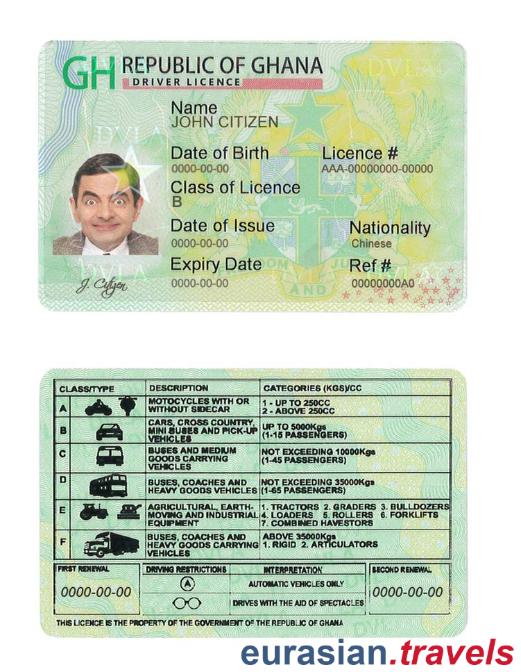 GH REPUBLIC OF GHANA
DRIVER LICENCE
Name
JOHN CITIZEN
Date of Birth Licence #
0000-00-00 AAA-00000000-00000
Class of Licence
B
Date of Issue Nationality
0000-00-00 Chinese
Expiry Date Ref #
0000-00-00 00000000A0
J. Citizen
DVLA
DVLA
DVLA
AND
CLASS/TYPE DESCRIPTION CATEGORIES (KGS)/CC
A MOTOCYCLES WITH OR WITHOUT SIDECAR 1 - UP TO 250CC
2 - ABOVE 250CC
B CARS, CROSS COUNTRY, MINI BUSES AND PICK-UP VEHICLES UP TO 5000Kgs
(1-15 PASSENGERS)
C BUSES AND MEDIUM GOODS CARRYING VEHICLES NOT EXCEEDING 10000Kgs
(1-45 PASSENGERS)
D BUSES, COACHES AND HEAVY GOODS VEHICLES NOT EXCEEDING 35000Kgs
(1-65 PASSENGERS)
E AGRICULTURAL, EARTH-MOVING AND INDUSTRIAL EQUIPMENT 1. TRACTORS 2. GRADERS 3. BULLDOZERS
4. LOADERS 5. ROLLERS 6. FORKLIFTS
7. COMBINED HAVESTORS
F BUSES, COACHES AND HEAVY GOODS CARRYING VEHICLES ABOVE 35000Kgs
1. RIGID 2. ARTICULATORS
FIRST RENEWAL DRIVING RESTRICTIONS INTERPRETATION SECOND RENEWAL
0000-00-00 A AUTOMATIC VEHICLES ONLY 0000-00-00
DRIVES WITH THE AID OF SPECTACLES
THIS LICENCE IS THE PROPERTY OF THE GOVERNMENT OF THE REPUBLIC OF GHANA
eurasian.travels